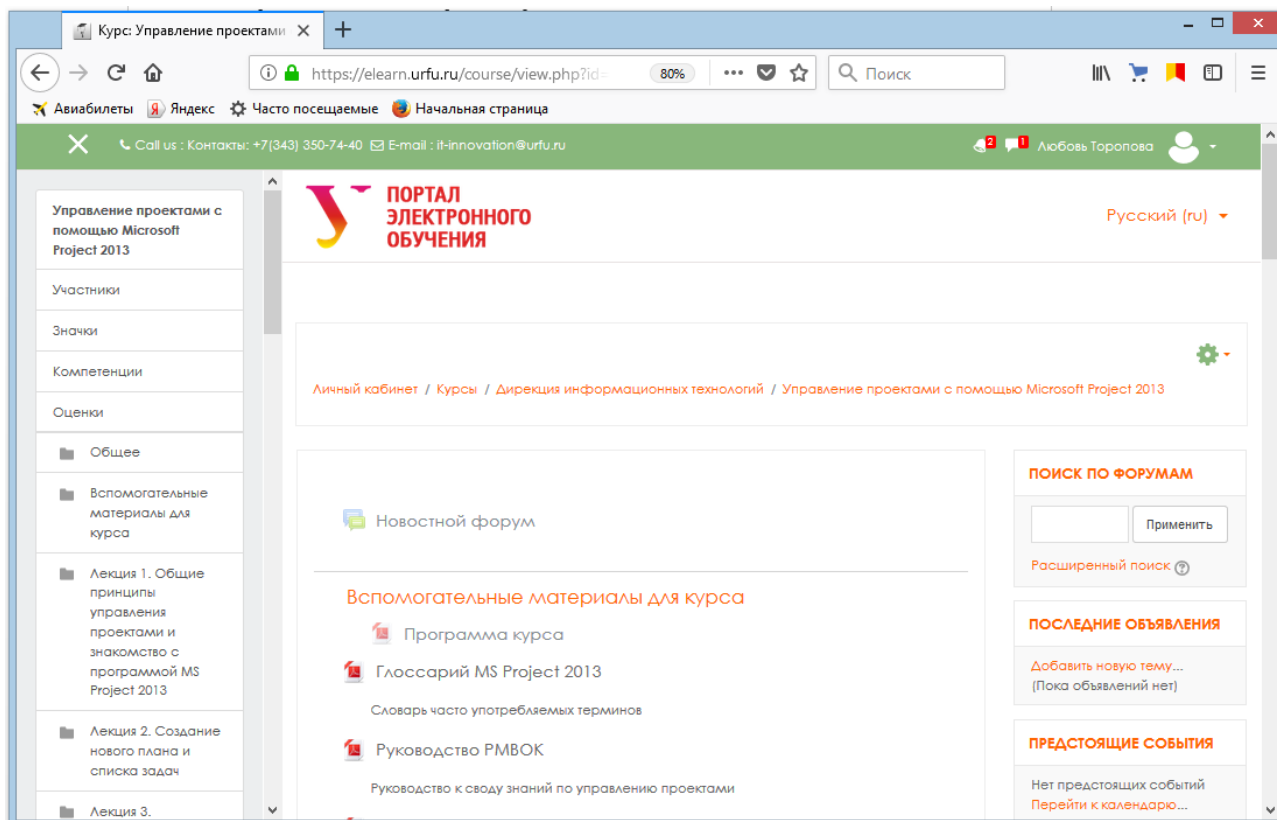 Курс: Управление проектами
https://elearn.urfu.ru/course/view.php?id=
80%
Поиск
Авиабилеты
Яндекс
Часто посещаемые
Начальная страница
Call us : Контакты: +7(343) 350-74-40 E-mail : it-innovation@urfu.ru
2
1
Любовь Торопова
Управление проектами с
помощью Microsoft
Project 2013
Участники
Значки
Компетенции
Оценки
Общее
Вспомогательные
материалы для
курса
Лекция 1. Общие
принципы
управления
проектами и
знакомство с
программой MS
Project 2013
Лекция 2. Создание
нового плана и
списка задач
Лекция 3.
ПОРТАЛ
ЭЛЕКТРОННОГО
ОБУЧЕНИЯ
Русский (ru)
Личный кабинет / Курсы / Дирекция информационных технологий / Управление проектами с помощью Microsoft Project 2013
Новостной форум
Вспомогательные материалы для курса
Программа курса
Глоссарий MS Project 2013
Словарь часто употребляемых терминов
Руководство PMBOK
Руководство к своду знаний по управлению проектами
ПОИСК ПО ФОРУМАМ
Применить
Расширенный поиск
ПОСЛЕДНИЕ ОБЪЯВЛЕНИЯ
Добавить новую тему...
(Пока объявлений нет)
ПРЕДСТОЯЩИЕ СОБЫТИЯ
Нет предстоящих событий
Перейти к календарю...